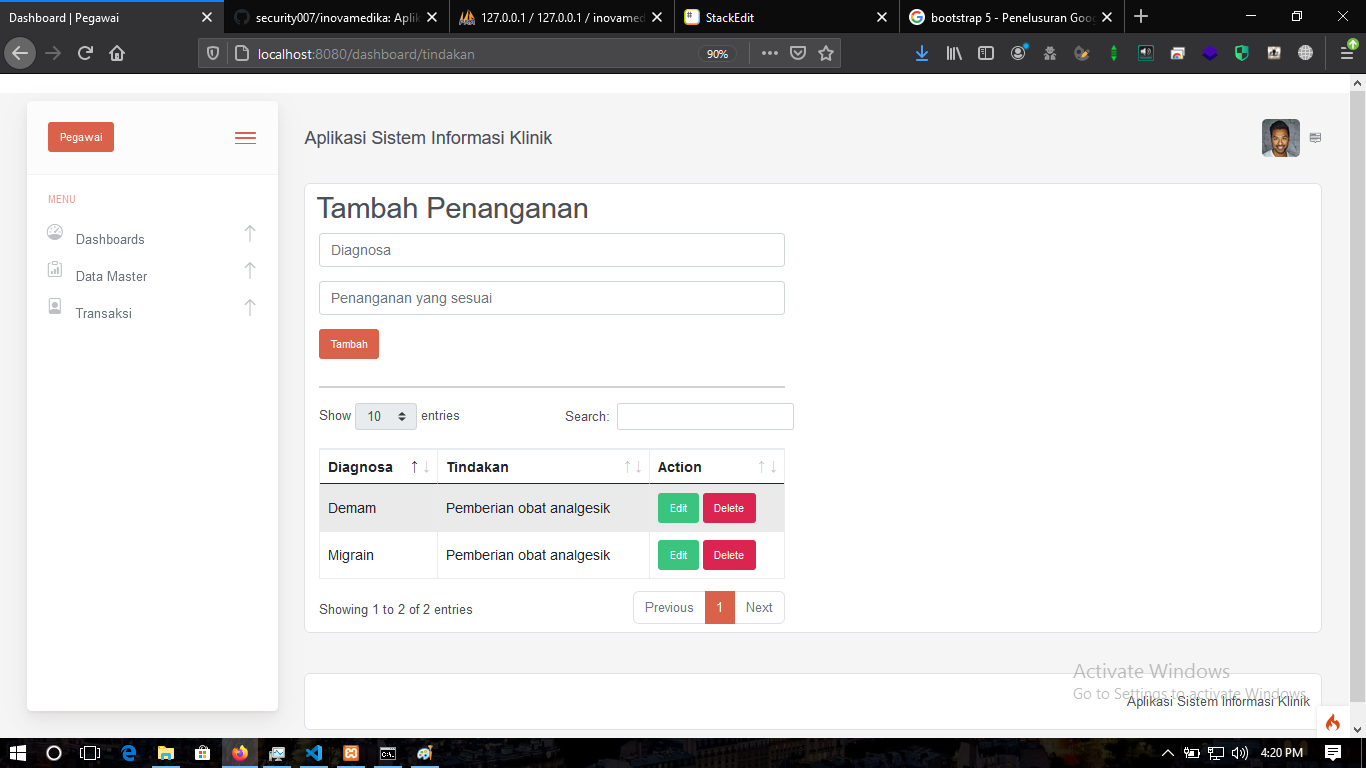 Dashboard | Pegawai
security007/inovamedika: Aplik
127.0.0.1 / 127.0.0.1 / inovamed
StackEdit
bootstrap 5 - Penelusuran Goo
localhost:8080/dashboard/tindakan
90%
Pegawai
Aplikasi Sistem Informasi Klinik
MENU
Dashboards
Data Master
Transaksi
Tambah Penanganan
Diagnosa
Penanganan yang sesuai
Tambah
Show 10 entries
Search:
Diagnosa Tindakan Action
Demam Pemberian obat analgesik Edit Delete
Migrain Pemberian obat analgesik Edit Delete
Showing 1 to 2 of 2 entries
Previous 1 Next
Activate Windows
Go to Settings to activate Windows.
Aplikasi Sistem Informasi Klinik
4:20 PM